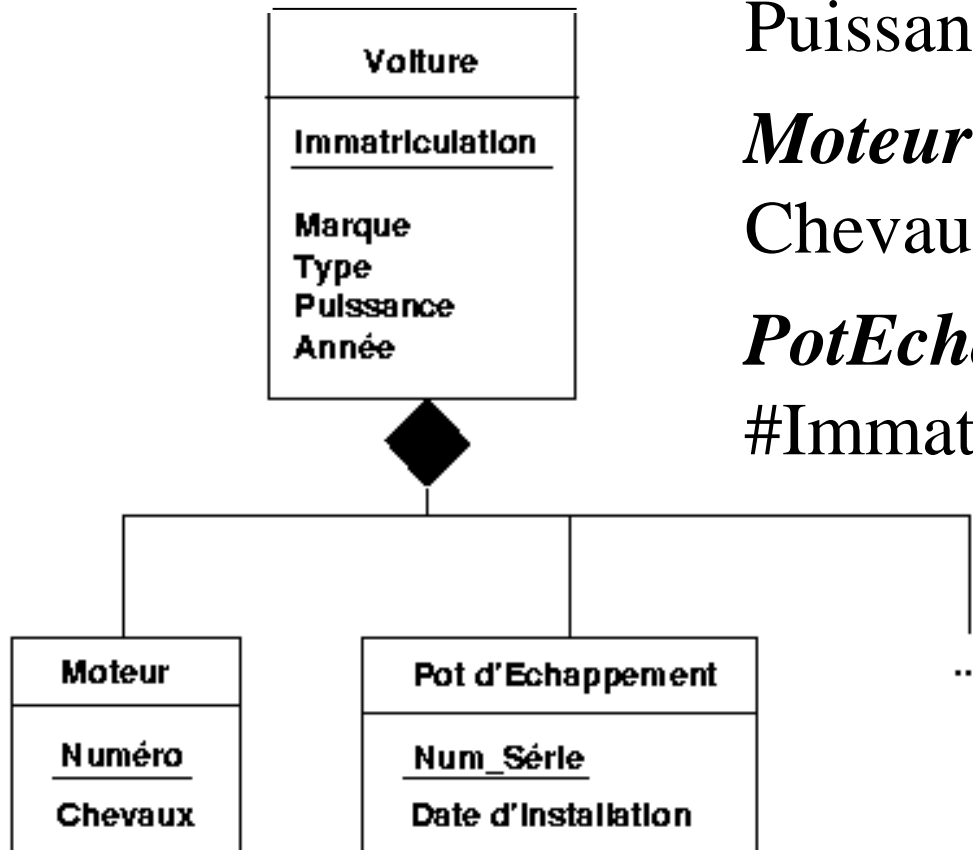 Voiture
Immatriculation
Marque
Type
Puissance
Année
Moteur
Numéro
Chevaux
Pot d'Echappement
Num_Série
Date d'Installation
..
Puissan
Moteur
Chevau
PotEch
#Immat